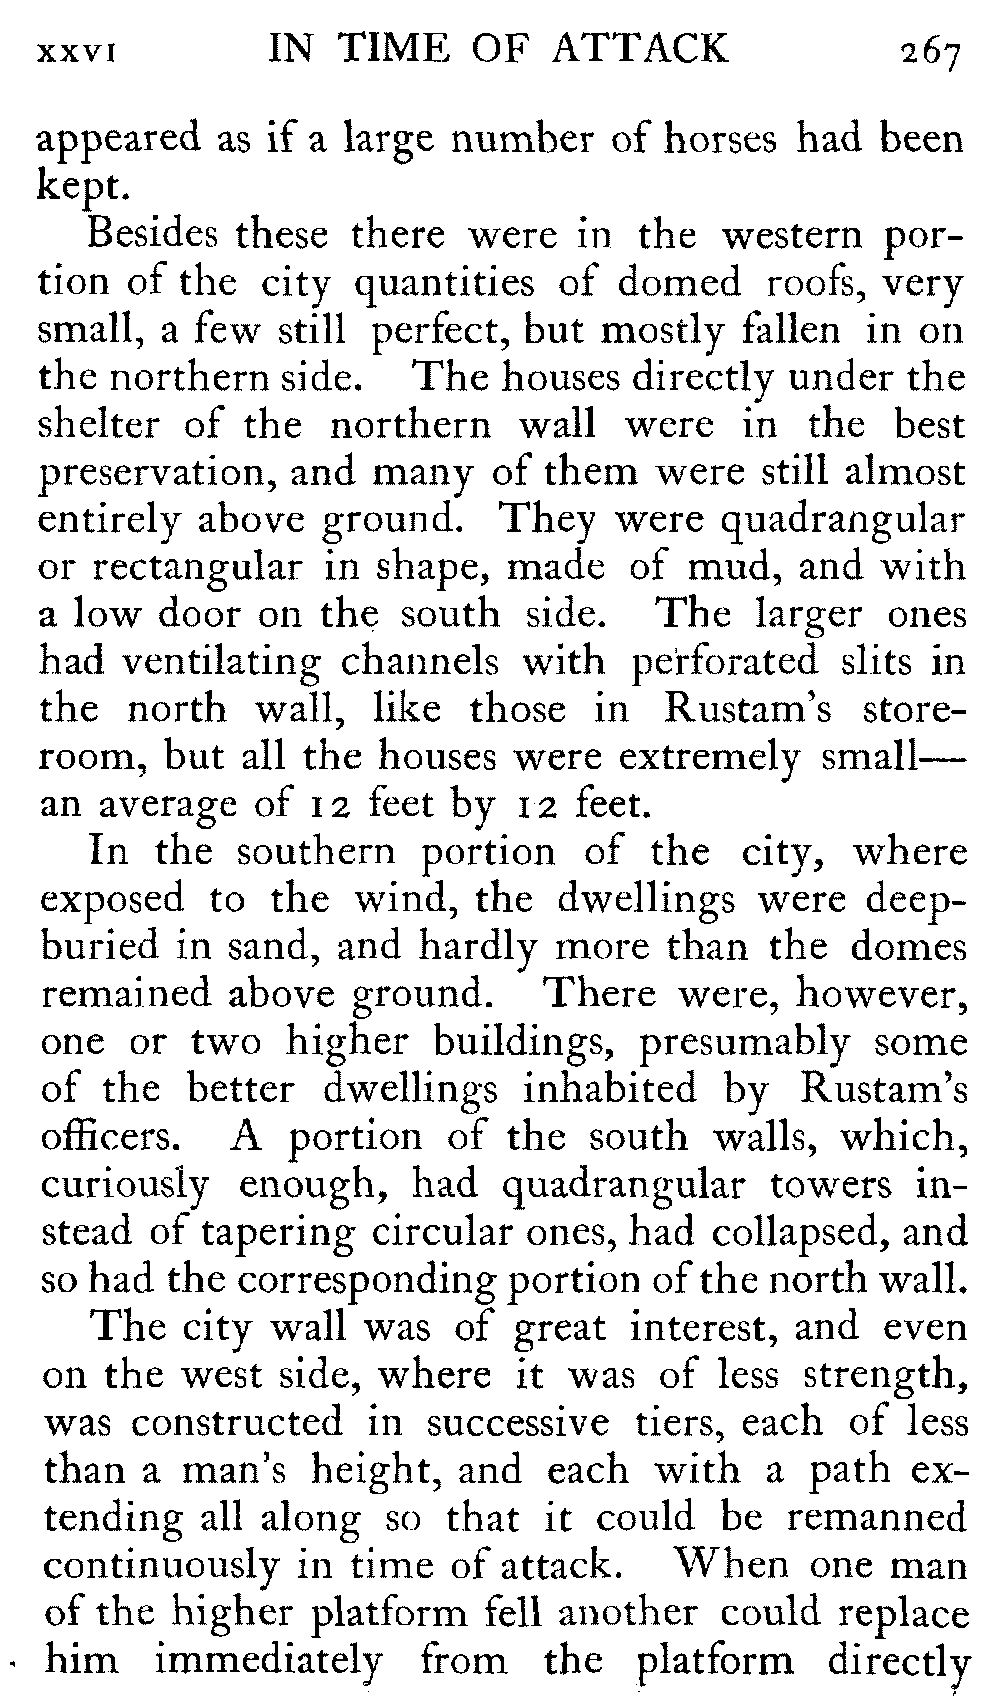 XXVI IN TIME OF ATTACK 267
appeared as if a large number of horses had been
kept.
Besides these there were in the western por-
tion of the city quantities of domed roofs, very
small, a few still perfect, but mostly fallen in on
the northern side. The houses directly under the
shelter of the northern wall were in the best
preservation, and many of them were still almost
entirely above ground. They were quadrangular
or rectangular in shape, made of mud, and with
a low door on the south side. The larger ones
had ventilating channels with perforated slits in
the north wall, like those in Rustam's store-
room, but all the houses were extremely small—
an average of 12 feet by 12 feet.
In the southern portion of the city, where
exposed to the wind, the dwellings were deep-
buried in sand, and hardly more than the domes
remained above ground. There were, however,
one or two higher buildings, presumably some
of the better dwellings inhabited by Rustam's
officers. A portion of the south walls, which,
curiously enough, had quadrangular towers in-
stead of tapering circular ones, had collapsed, and
so had the corresponding portion of the north wall.
The city wall was of great interest, and even
on the west side, where it was of less strength,
was constructed in successive tiers, each of less
than a man's height, and each with a path ex-
tending all along so that it could be remanned
continuously in time of attack. When one man
of the higher platform fell another could replace
him immediately from the platform directly